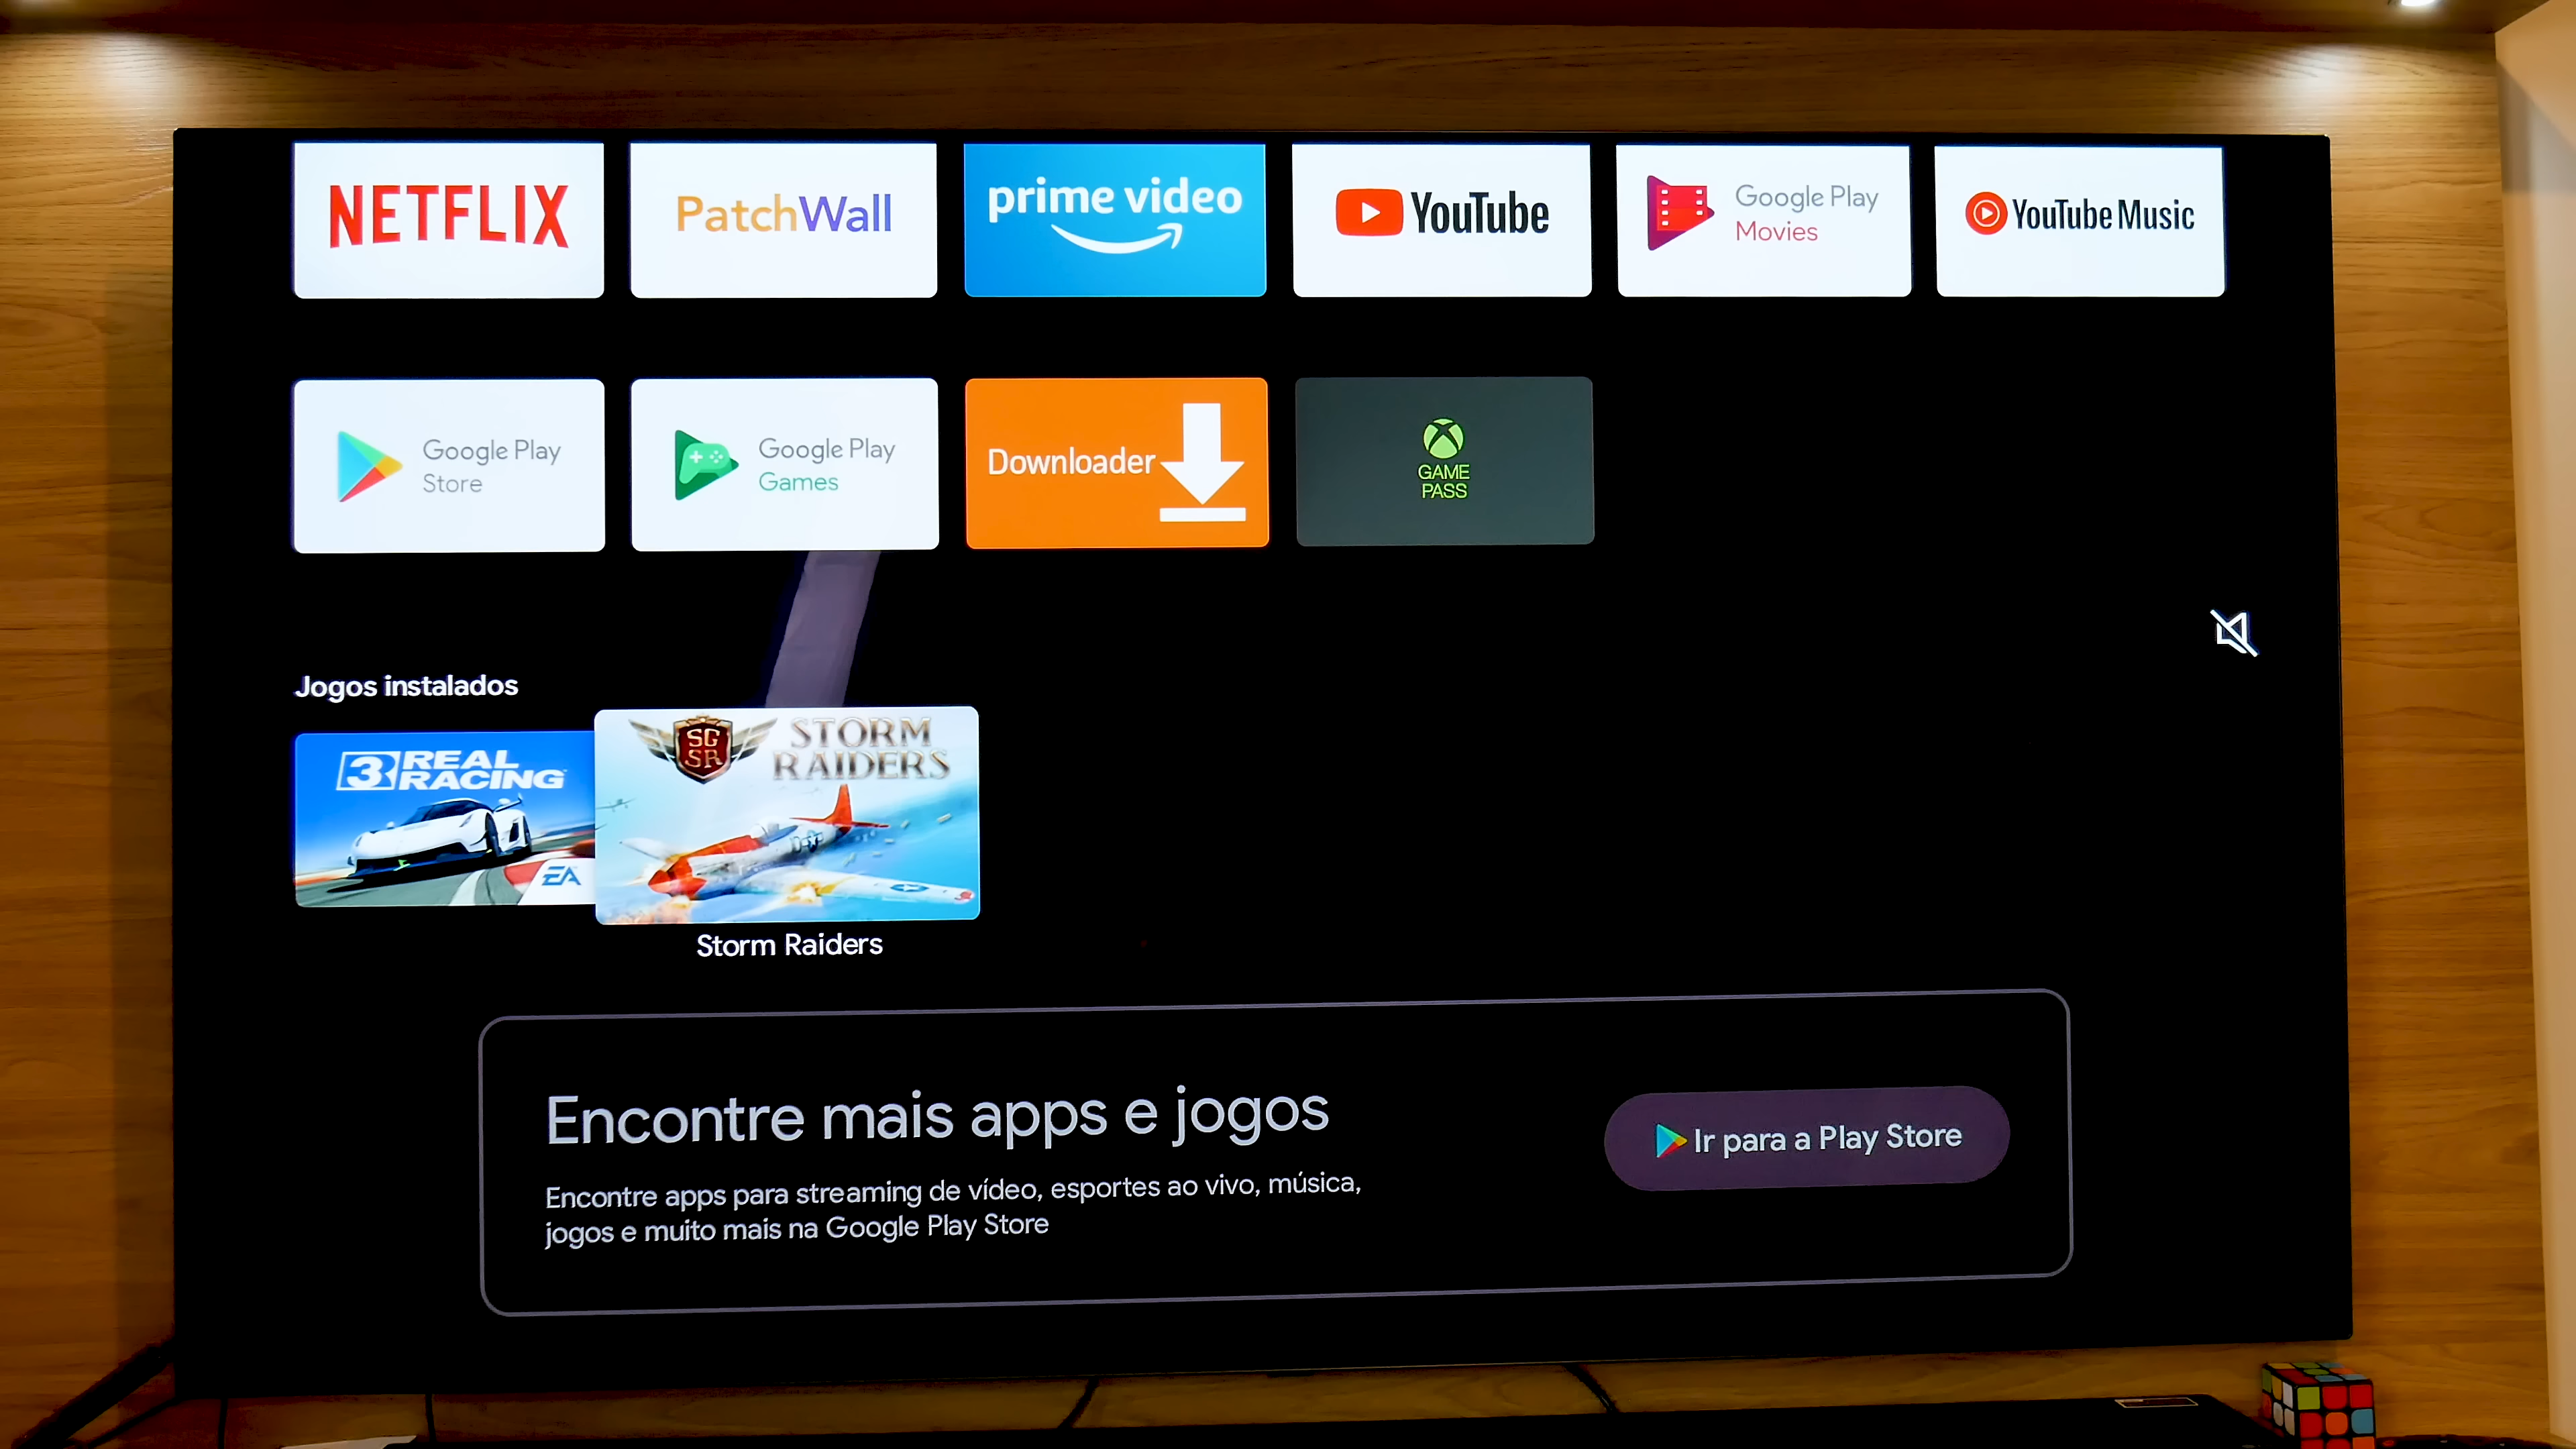 NETFLIX
PatchWall
prime video
YouTube
Google Play
Movies
YouTube Music
Google Play
Store
Google Play
Games
Downloader
GAME
PASS
Jogos instalados
3 REAL
RACING
EA
SG
SR
STORM
RAIDERS
Storm Raiders
Encontre mais apps e jogos
Encontre apps para streaming de vídeo, esportes ao vivo, música,
jogos e muito mais na Google Play Store
Ir para a Play Store